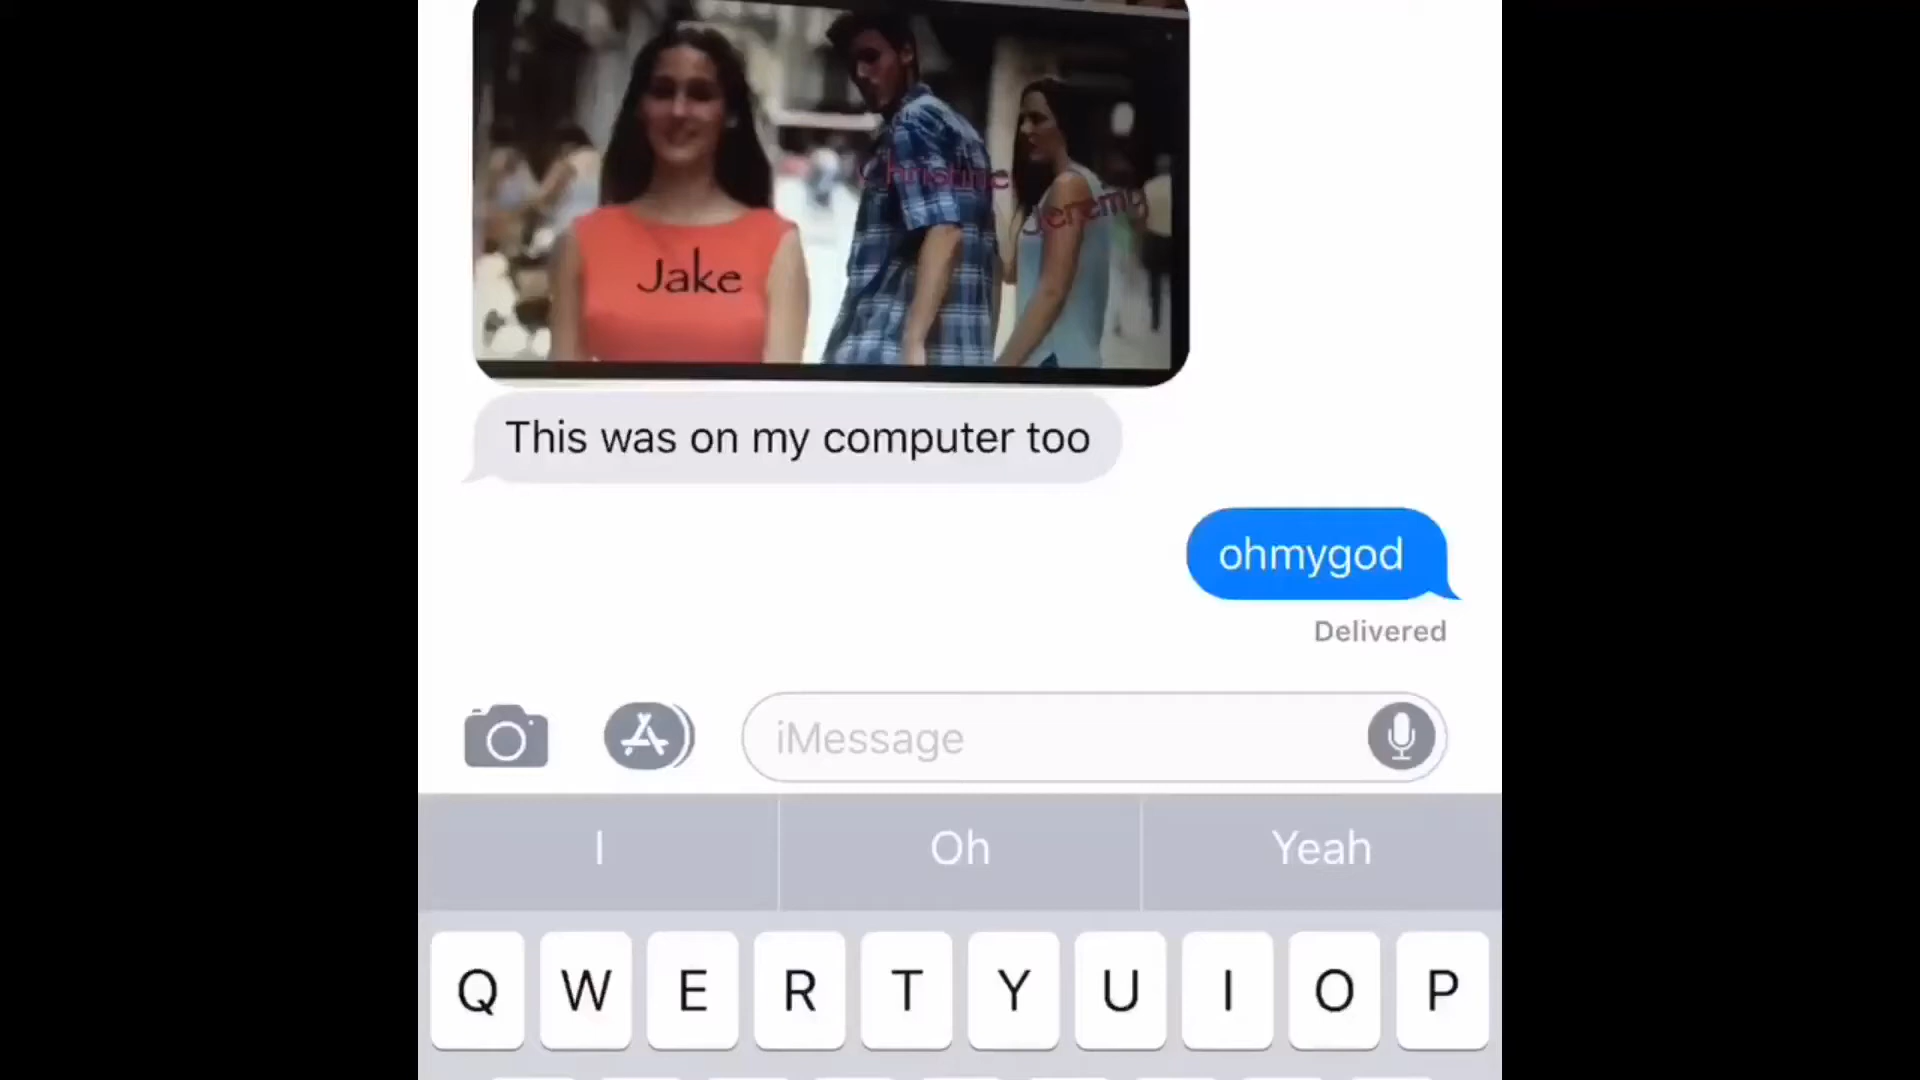 Christine
Jeremy
Jake
This was on my computer too
ohmygod
Delivered
iMessage
I Oh Yeah
Q W E R T Y U I O P